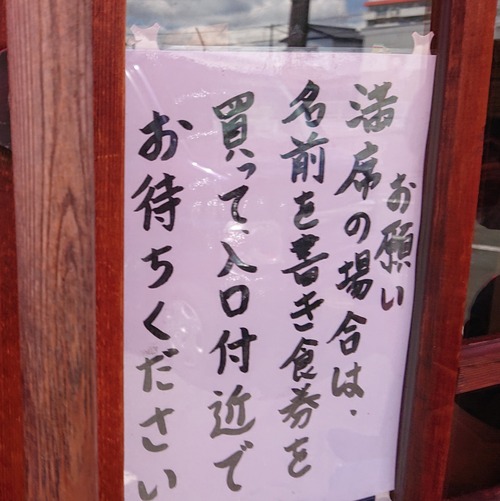 お願い
満席の場合は、
名前を書き食券を
買って、入口付近で
お待ちください